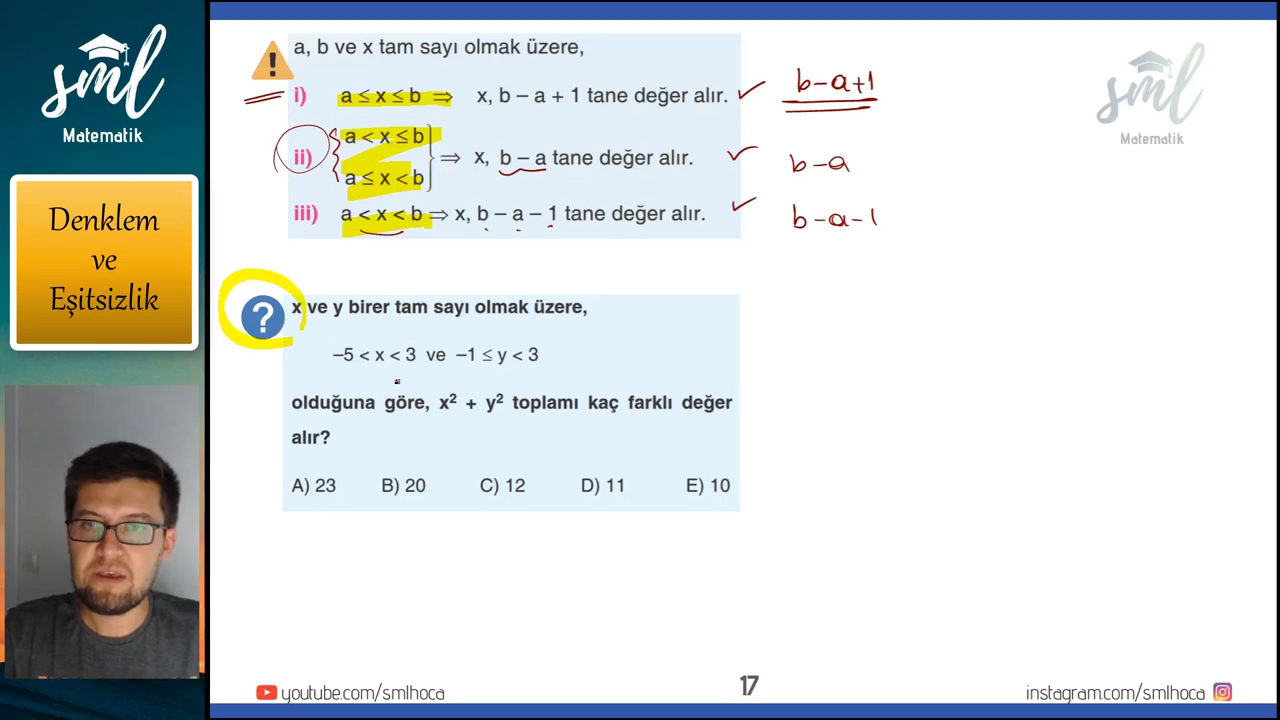 sml
Matematik
Denklem
ve
Eşitsizlik
a, b ve x tam sayı olmak üzere,
i) a ≤ x ≤ b ⇒ x, b – a + 1 tane değer alır. b-a+1
ii) a < x ≤ b
a ≤ x < b ⇒ x, b – a tane değer alır. b-a
iii) a < x < b ⇒ x, b – a – 1 tane değer alır. b-a-1
sml
Matematik
? x ve y birer tam sayı olmak üzere,
–5 < x < 3 ve –1 ≤ y < 3
olduğuna göre, x² + y² toplamı kaç farklı değer
alır?
A) 23 B) 20 C) 12 D) 11 E) 10
youtube.com/smlhoca
17
instagram.com/smlhoca